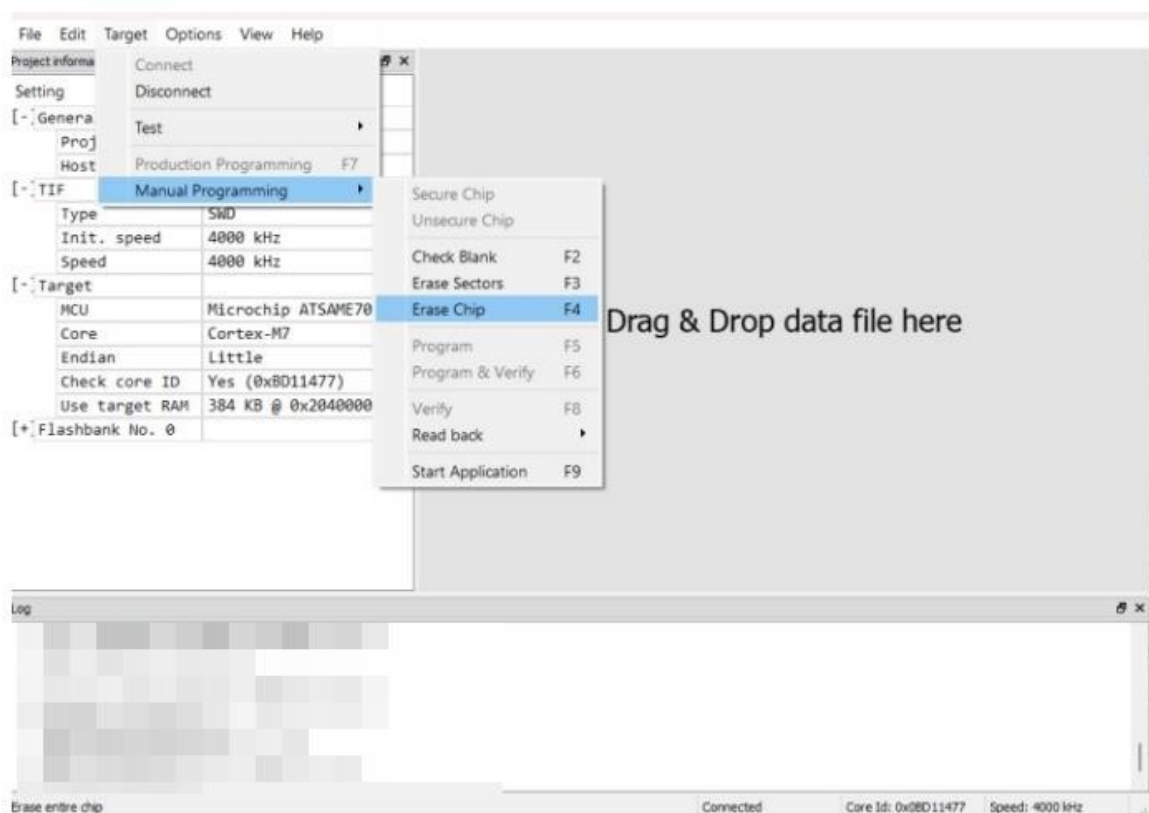 File Edit Target Options View Help
Project informa
Setting
[-]Genera
Proj
Host
[-]TIF
Type SWD
Init. speed 4000 kHz
Speed 4000 kHz
[-]Target
MCU Microchip ATSAME70
Core Cortex-M7
Endian Little
Check core ID Yes (0xBD11477)
Use target RAM 384 KB @ 0x2040000
[+]Flashbank No. 0
Connect
Disconnect
Test
Production Programming F7
Manual Programming
Secure Chip
Unsecure Chip
Check Blank F2
Erase Sectors F3
Erase Chip F4
Program F5
Program & Verify F6
Verify F8
Read back
Start Application F9
Drag & Drop data file here
Log
Erase entire chip Connected Core Id: 0x0BD11477 Speed: 4000 kHz